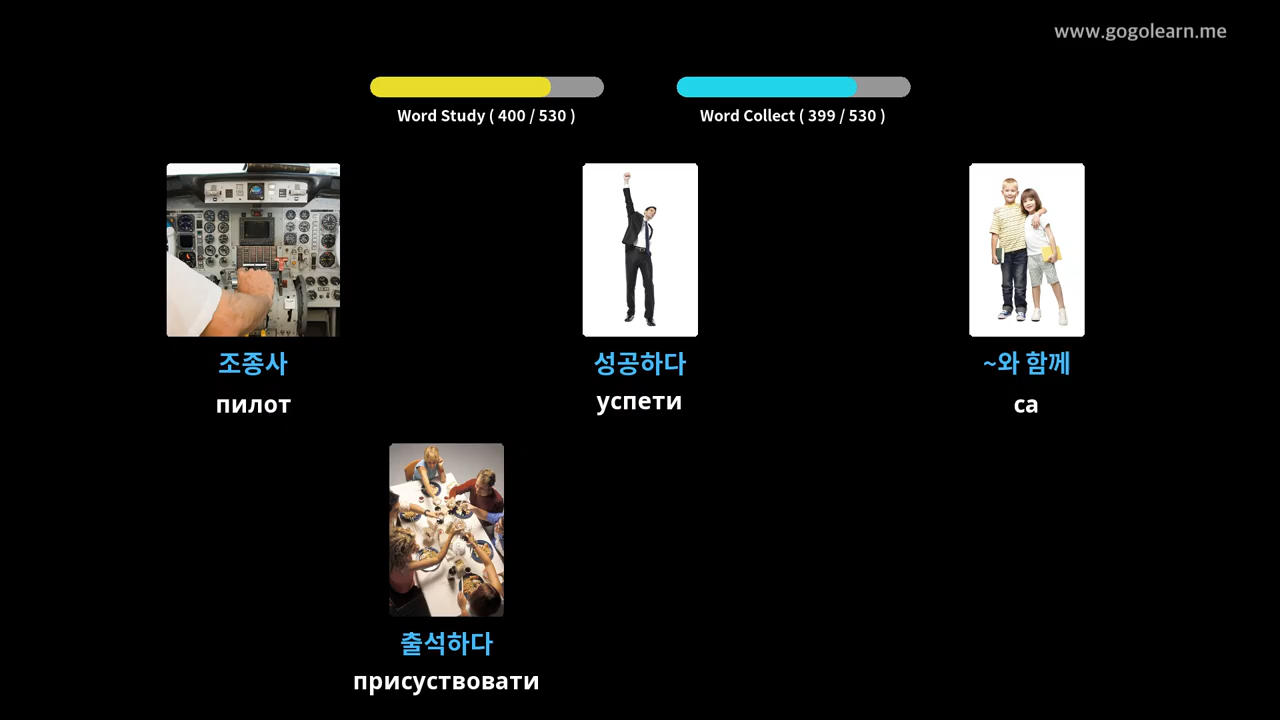 www.gogolearn.me
Word Study ( 400 / 530 )
Word Collect ( 399 / 530 )
조종사
성공하다
~와 함께
пилот
успети
са
출석하다
присуствовати